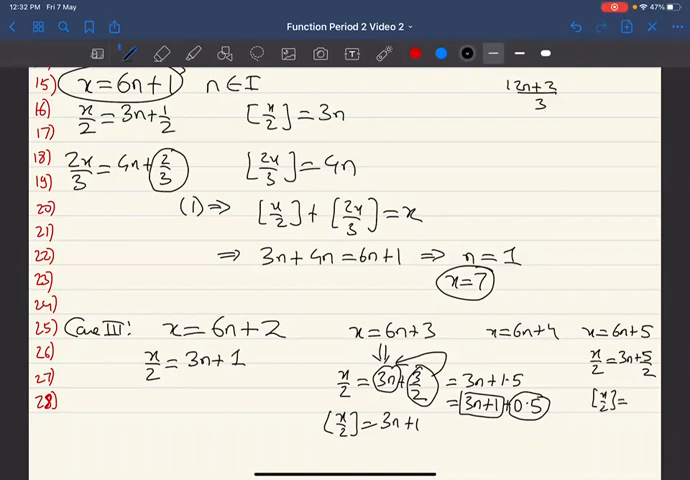 12:32 PM Fri 7 May
47%
Function Period 2 Video 2
15) x = 6n+1 n ∈ I
12n+2/3
16) x/2 = 3n+1/2 [x/2] = 3n
17)
18) 2x/3 = 4n+2/3 [2x/3] = 4n
19)
20) (1) ⇒ [x/2] + [2x/3] = x
21)
22) ⇒ 3n+4n = 6n+1 ⇒ n = 1
23) x=7
24)
25) Case III: x = 6n+2 x = 6n+3 x=6n+4 x = 6n+5
26) x/2 = 3n+1 x/2 = 3n+5/2
27) x/2 = 3n+3/2 = 3n+1.5
28) = 3n+1+0.5 [x/2] =
[x/2] = 3n+1